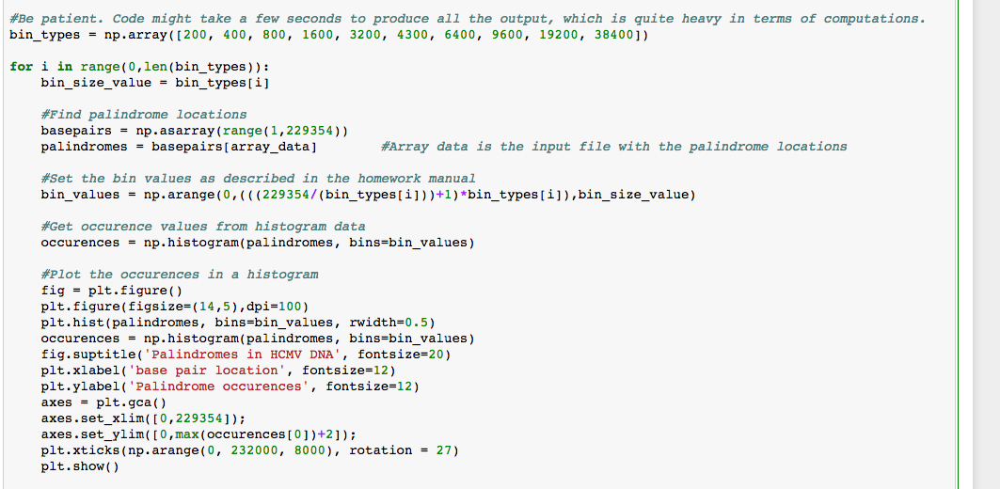 #Be patient. Code might take a few seconds to produce all the output, which is quite heavy in terms of computations.
bin_types = np.array([200, 400, 800, 1600, 3200, 4300, 6400, 9600, 19200, 38400])
for i in range(0,len(bin_types)):
bin_size_value = bin_types[i]
#Find palindrome locations
basepairs = np.asarray(range(1,229354))
palindromes = basepairs[array_data] #Array data is the input file with the palindrome locations
#Set the bin values as described in the homework manual
bin_values = np.arange(0,(((229354/(bin_types[i]))+1)*bin_types[i]),bin_size_value)
#Get occurence values from histogram data
occurences = np.histogram(palindromes, bins=bin_values)
#Plot the occurences in a histogram
fig = plt.figure()
plt.figure(figsize=(14,5),dpi=100)
plt.hist(palindromes, bins=bin_values, rwidth=0.5)
occurences = np.histogram(palindromes, bins=bin_values)
fig.suptitle('Palindromes in HCMV DNA', fontsize=20)
plt.xlabel('base pair location', fontsize=12)
plt.ylabel('Palindrome occurences', fontsize=12)
axes = plt.gca()
axes.set_xlim([0,229354]);
axes.set_ylim([0,max(occurences[0])+2]);
plt.xticks(np.arange(0, 232000, 8000), rotation = 27)
plt.show()